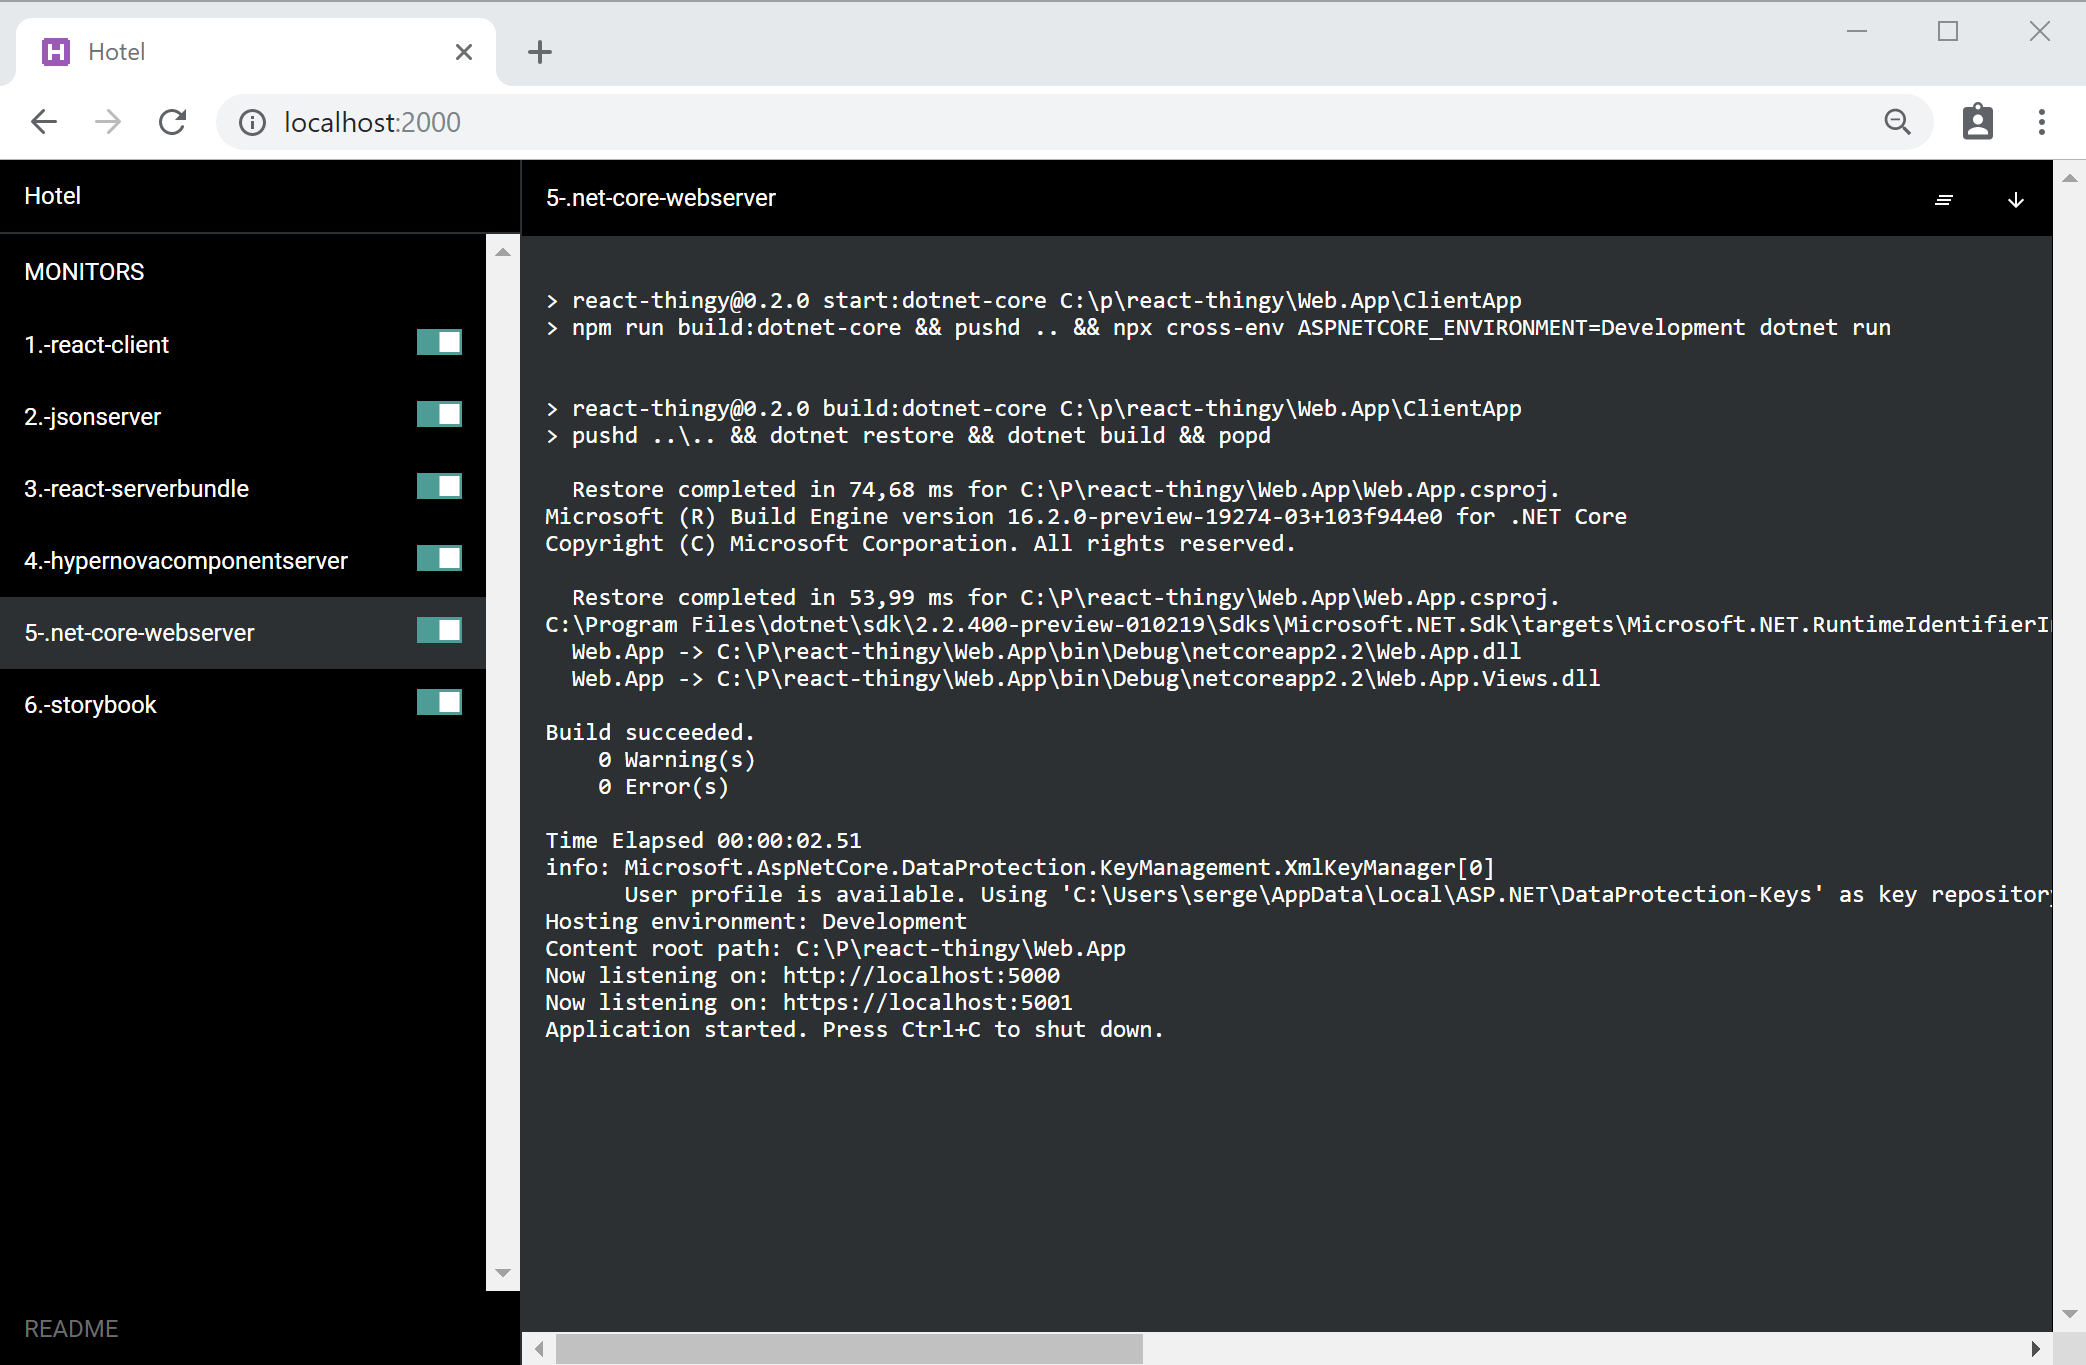 Hotel
localhost:2000
Hotel
MONITORS
1.-react-client
2.-jsonserver
3.-react-serverbundle
4.-hypernovacomponentserver
5-.net-core-webserver
6.-storybook
README
5-.net-core-webserver
> react-thingy@0.2.0 start:dotnet-core C:\p\react-thingy\Web.App\ClientApp
> npm run build:dotnet-core && pushd .. && npx cross-env ASPNETCORE_ENVIRONMENT=Development dotnet run
> react-thingy@0.2.0 build:dotnet-core C:\p\react-thingy\Web.App\ClientApp
> pushd ..\.. && dotnet restore && dotnet build && popd
Restore completed in 74,68 ms for C:\P\react-thingy\Web.App\Web.App.csproj.
Microsoft (R) Build Engine version 16.2.0-preview-19274-03+103f944e0 for .NET Core
Copyright (C) Microsoft Corporation. All rights reserved.
Restore completed in 53,99 ms for C:\P\react-thingy\Web.App\Web.App.csproj.
C:\Program Files\dotnet\sdk\2.2.400-preview-010219\Sdks\Microsoft.NET.Sdk\targets\Microsoft.NET.RuntimeIdentifierI
Web.App -> C:\P\react-thingy\Web.App\bin\Debug\netcoreapp2.2\Web.App.dll
Web.App -> C:\P\react-thingy\Web.App\bin\Debug\netcoreapp2.2\Web.App.Views.dll
Build succeeded.
0 Warning(s)
0 Error(s)
Time Elapsed 00:00:02.51
info: Microsoft.AspNetCore.DataProtection.KeyManagement.XmlKeyManager[0]
User profile is available. Using 'C:\Users\serge\AppData\Local\ASP.NET\DataProtection-Keys' as key repository
Hosting environment: Development
Content root path: C:\P\react-thingy\Web.App
Now listening on: http://localhost:5000
Now listening on: https://localhost:5001
Application started. Press Ctrl+C to shut down.